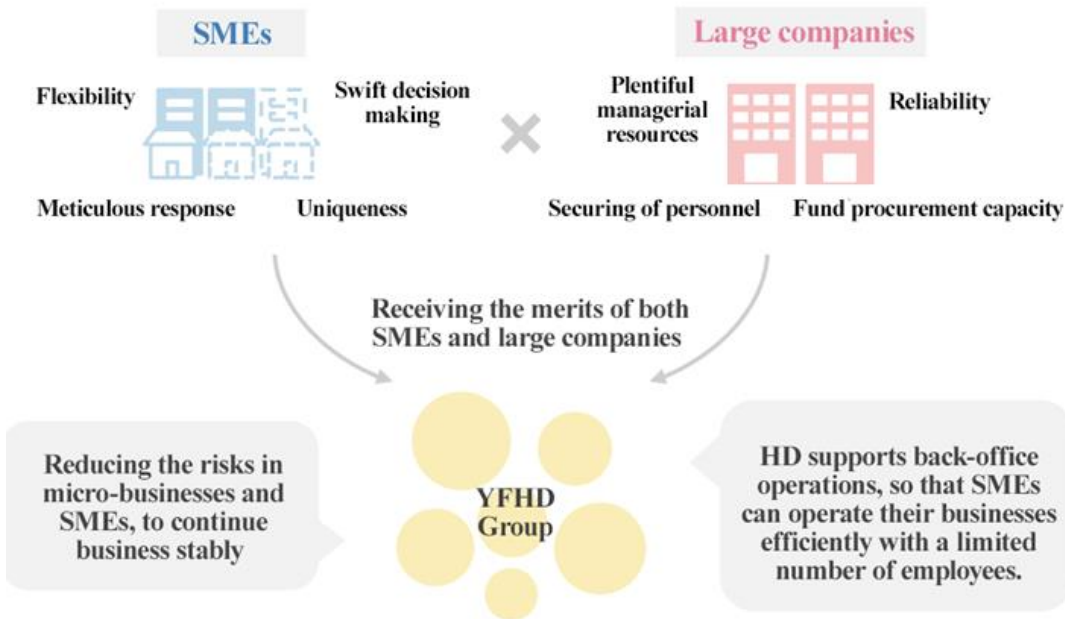 SMEs
Large companies
Flexibility
Swift decision
making
Plentiful
managerial
resources
Reliability
Meticulous response
Uniqueness
Securing of personnel
Fund procurement capacity
Receiving the merits of both
SMEs and large companies
Reducing the risks in
micro-businesses and
SMEs, to continue
business stably
YFHD
Group
HD supports back-office
operations, so that SMEs
can operate their businesses
efficiently with a limited
number of employees.